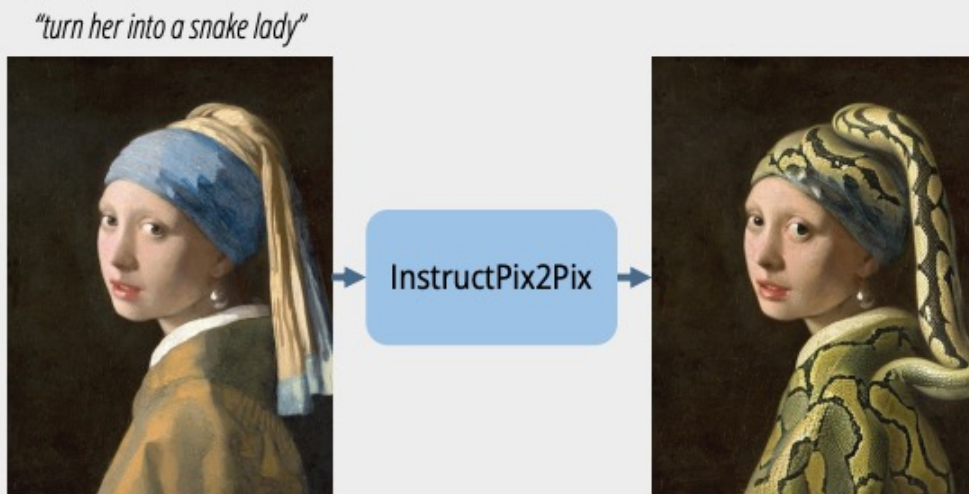 “turn her into a snake lady”
InstructPix2Pix